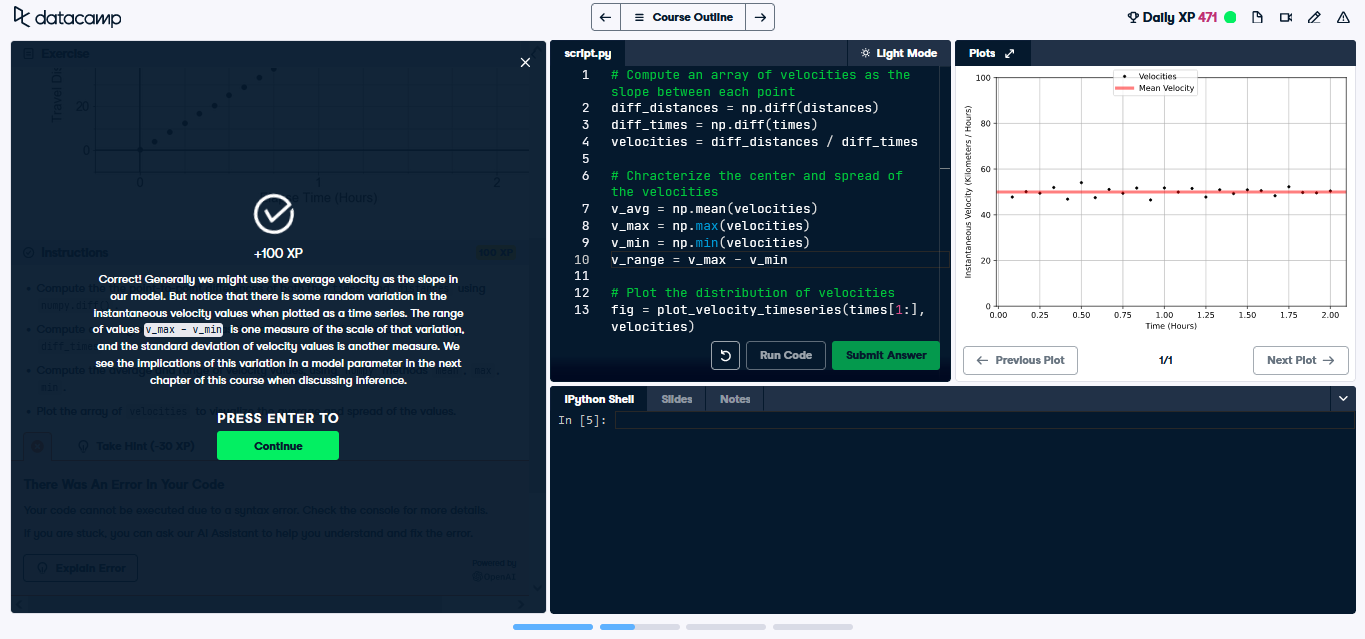 datacamp
Course Outline
Daily XP 471
Exercise
Travel Di
20
0
0
1
2
Time (Hours)
Instructions
100 XP
+100 XP
Correct! Generally we might use the average velocity as the slope in
our model. But notice that there is some random variation in the
instantaneous velocity values when plotted as a time series. The range
of values v_max - v_min is one measure of the scale of that variation,
and the standard deviation of velocity values is another measure. We
see the implications of this variation in a model parameter in the next
chapter of this course when discussing inference.
Plot the array of velocities to
spread of the values.
PRESS ENTER TO
Continue
Take Hint (-30 XP)
There Was An Error In Your Code
Your code cannot be executed due to a syntax error. Check the console for more details.
If you are stuck, you can ask our AI Assistant to help you understand and fix the error.
Explain Error
Powered by
OpenAI
script.py
Light Mode
1 # Compute an array of velocities as the
slope between each point
2 diff_distances = np.diff(distances)
3 diff_times = np.diff(times)
4 velocities = diff_distances / diff_times
5
6 # Chracterize the center and spread of
the velocities
7 v_avg = np.mean(velocities)
8 v_max = np.max(velocities)
9 v_min = np.min(velocities)
10 v_range = v_max - v_min
11
12 # Plot the distribution of velocities
13 fig = plot_velocity_timeseries(times[1:],
velocities)
Run Code
Submit Answer
Plots
Velocities
Mean Velocity
Instantaneous Velocity (Kilometers / Hours)
100
80
60
40
20
0
0.00 0.25 0.50 0.75 1.00 1.25 1.50 1.75 2.00
Time (Hours)
Previous Plot
1/1
Next Plot
IPython Shell
Slides
Notes
In [5]: